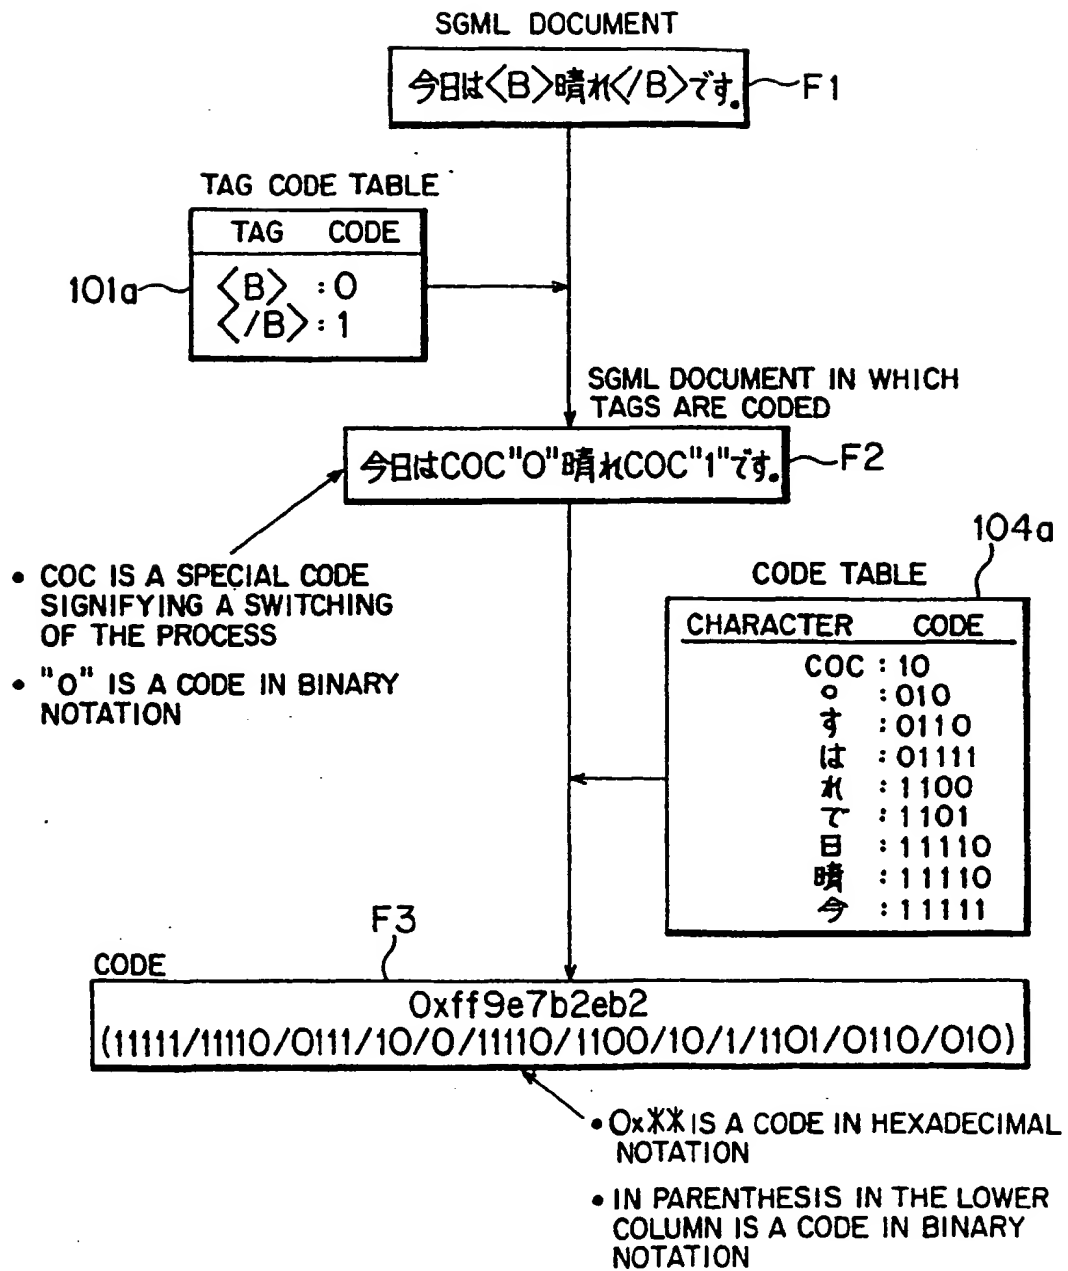 SGML DOCUMENT
今日は<B>晴れ</B>です。
F1
TAG CODE TABLE
TAG CODE
101a
<B> :0
</B>:1
SGML DOCUMENT IN WHICH
TAGS ARE CODED
今日はCOC"0"晴れCOC"1"です。
F2
104a
• COC IS A SPECIAL CODE
SIGNIFYING A SWITCHING
OF THE PROCESS
• "0" IS A CODE IN BINARY
NOTATION
CODE TABLE
CHARACTER CODE
COC :10
。 :010
す :0110
は :01111
れ :1100
で :1101
日 :11110
晴 :11110
今 :11111
F3
CODE
0xff9e7b2eb2
(11111/11110/0111/10/0/11110/1100/10/1/1101/0110/010)
• 0x** IS A CODE IN HEXADECIMAL
NOTATION
• IN PARENTHESIS IN THE LOWER
COLUMN IS A CODE IN BINARY
NOTATION